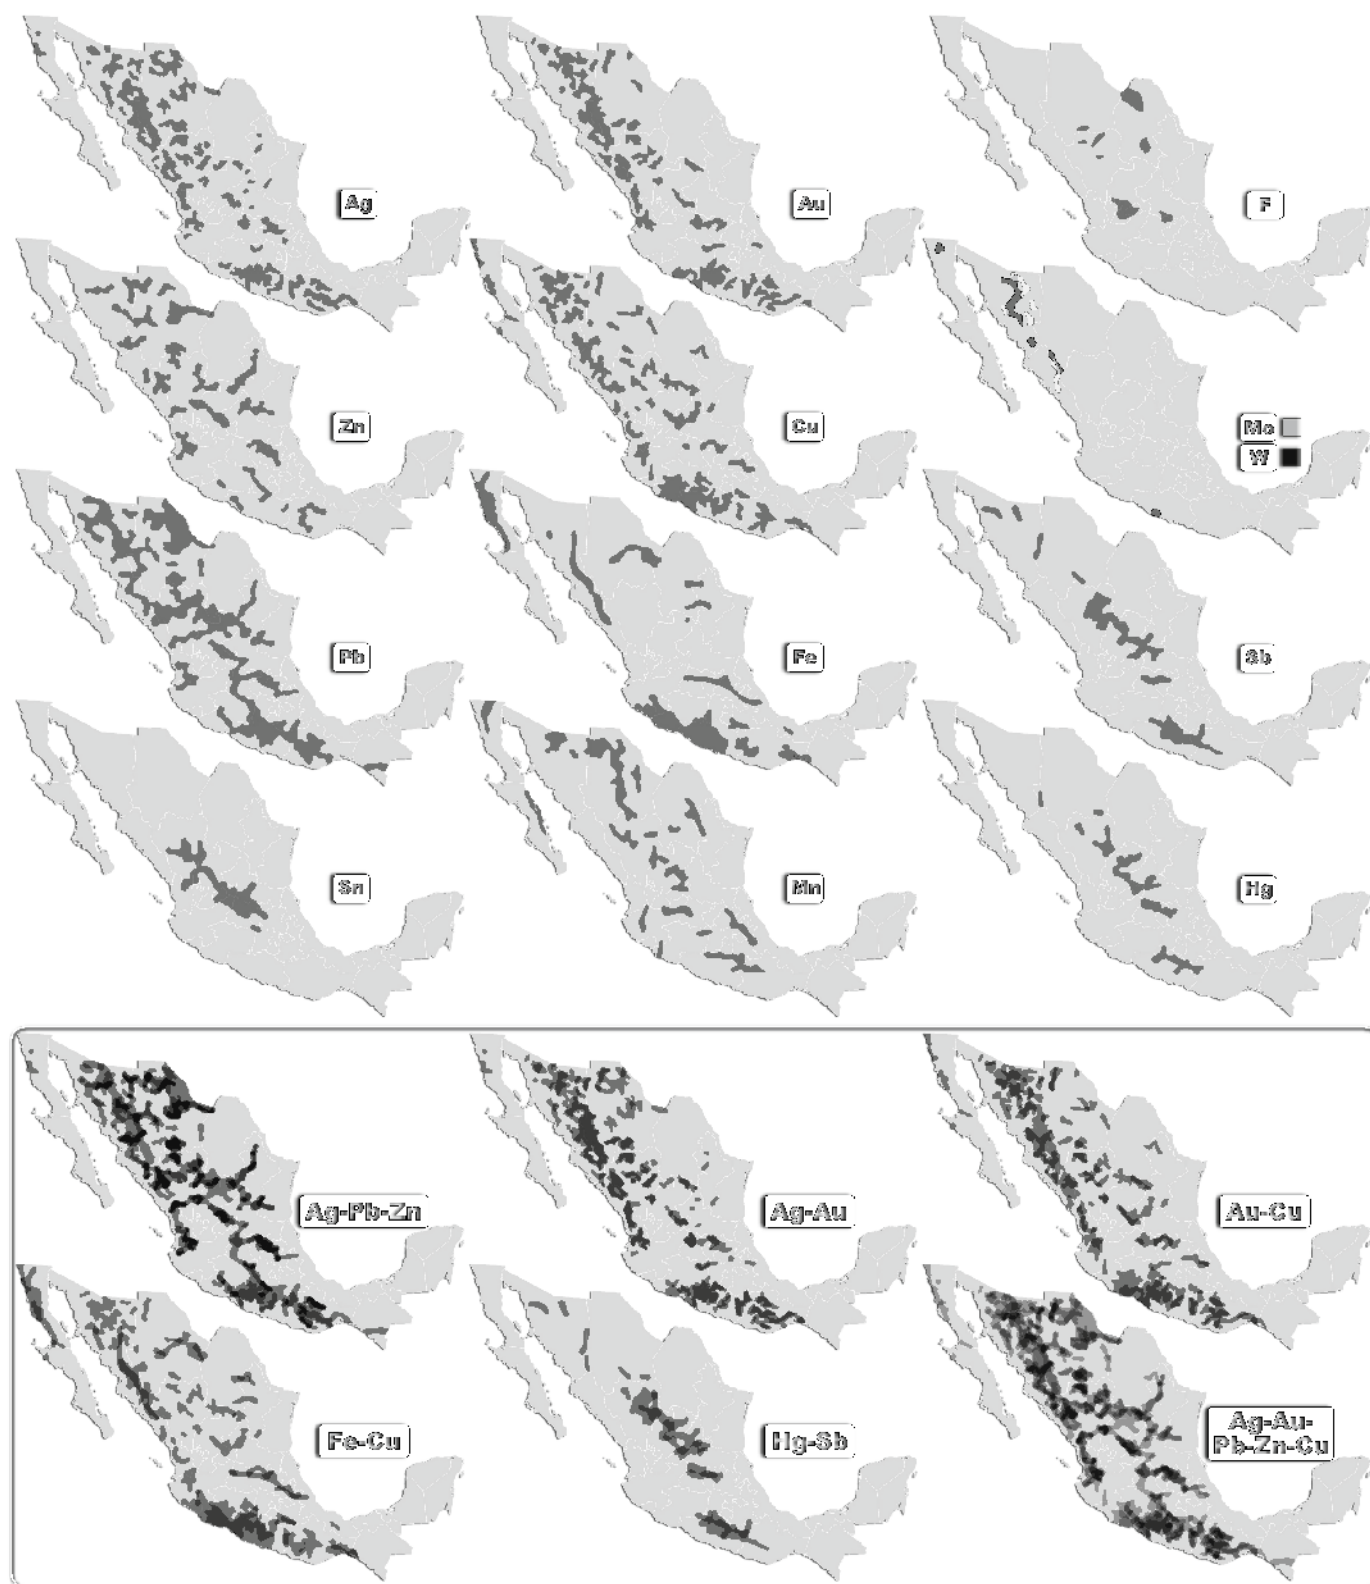 Ag
Au
F
Zn
Cu
Mo
W
Pb
Fe
Sb
Sn
Mn
Hg
Ag-Pb-Zn
Ag-Au
Au-Cu
Fe-Cu
Hg-Sb
Ag-Au-
Pb-Zn-Cu